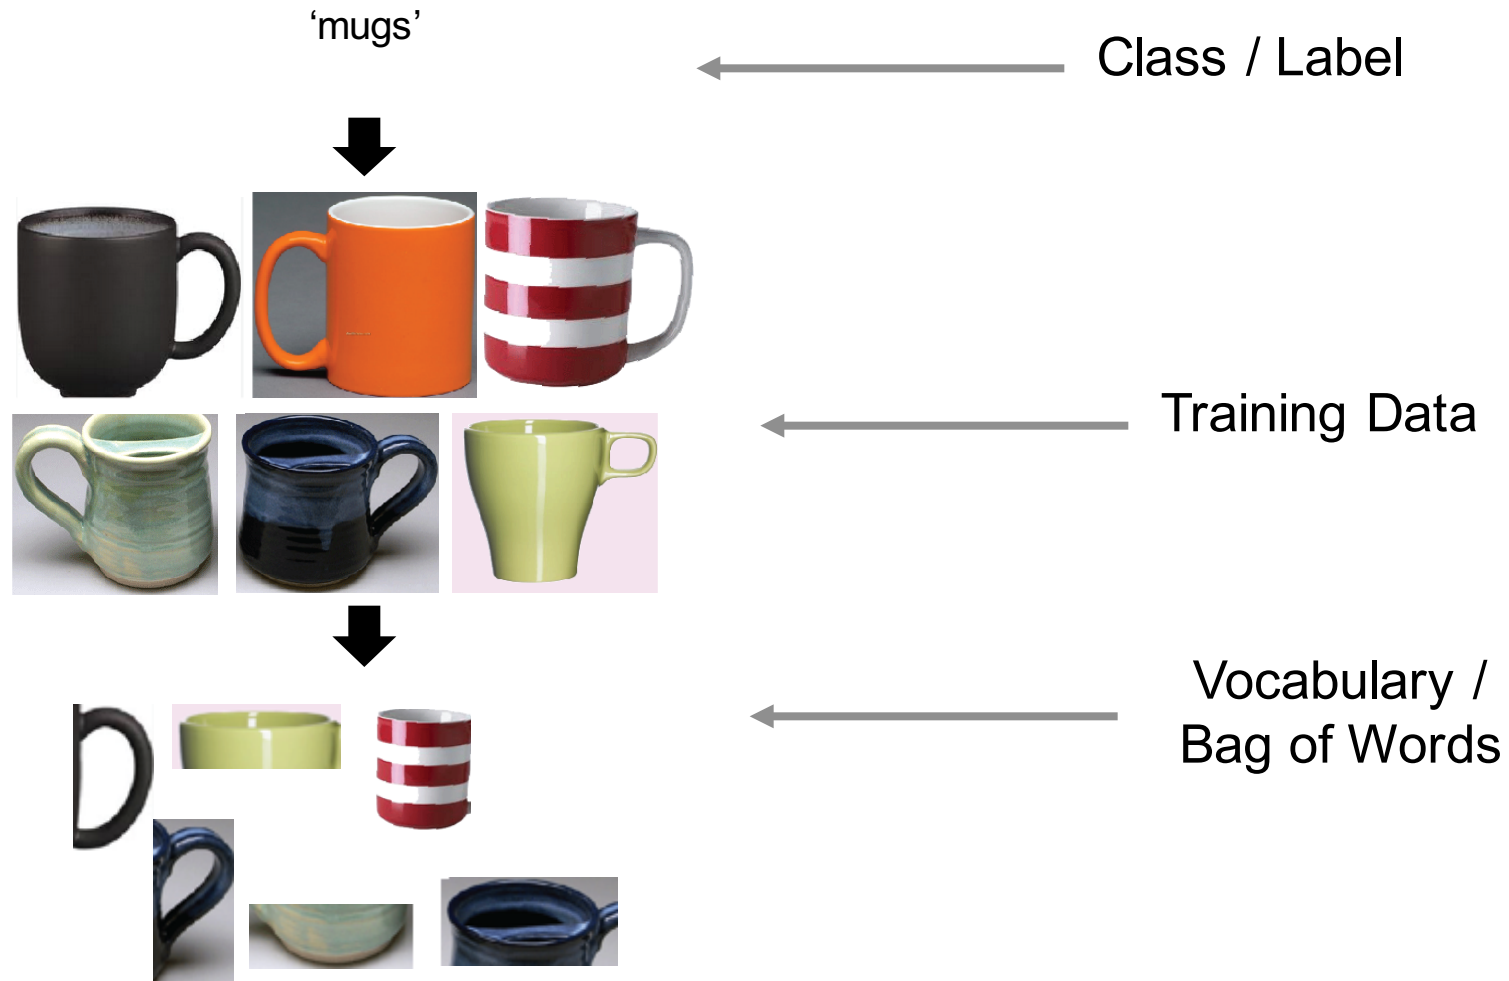 ‘mugs’
Class / Label
Training Data
Vocabulary /
Bag of Words